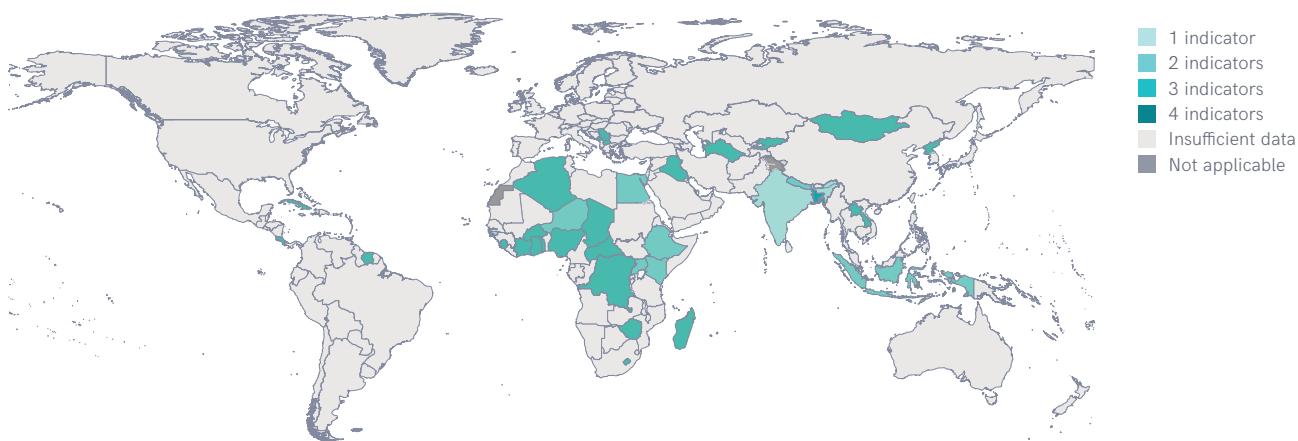 1 indicator
2 indicators
3 indicators
4 indicators
Insufficient data
Not applicable